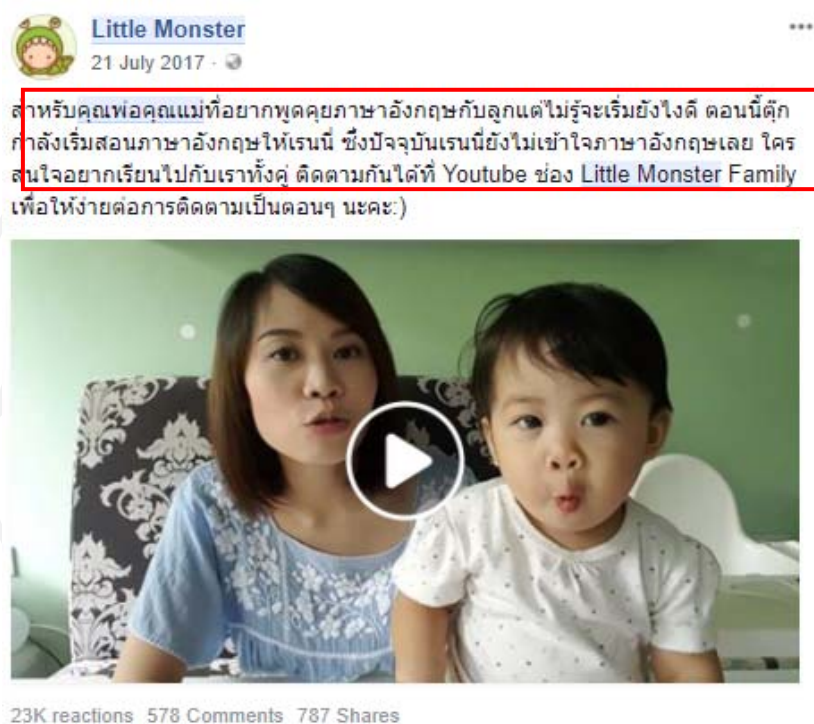 Little Monster
21 July 2017 ·
สำหรับคุณพ่อคุณแม่ที่อยากพูดคุยภาษาอังกฤษกับลูกแต่ไม่รู้จะเริ่มยังไงดี ตอนนี้ตุ๊ก
กำลังเริ่มสอนภาษาอังกฤษให้เรนนี่ ซึ่งปัจจุบันเรนนี่ยังไม่เข้าใจภาษาอังกฤษเลย ใคร
สนใจอยากเรียนไปกับเราทั้งคู่ ติดตามกันได้ที่ Youtube ช่อง Little Monster Family
เพื่อให้ง่ายต่อการติดตามเป็นตอนๆ นะคะ:)
23K reactions 578 Comments 787 Shares